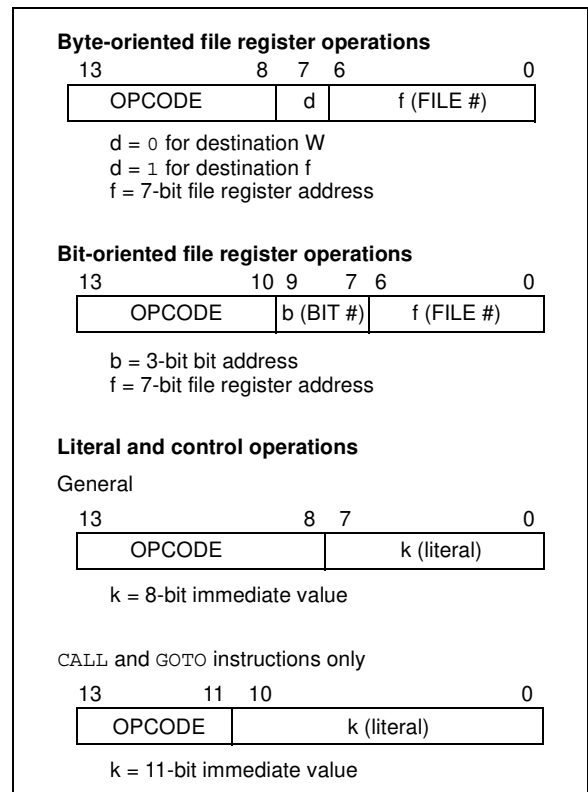 Byte-oriented file register operations
13 8 7 6 0
OPCODE d f (FILE #)
d = 0 for destination W
d = 1 for destination f
f = 7-bit file register address
Bit-oriented file register operations
13 10 9 7 6 0
OPCODE b (BIT #) f (FILE #)
b = 3-bit bit address
f = 7-bit file register address
Literal and control operations
General
13 8 7 0
OPCODE k (literal)
k = 8-bit immediate value
CALL and GOTO instructions only
13 11 10 0
OPCODE k (literal)
k = 11-bit immediate value